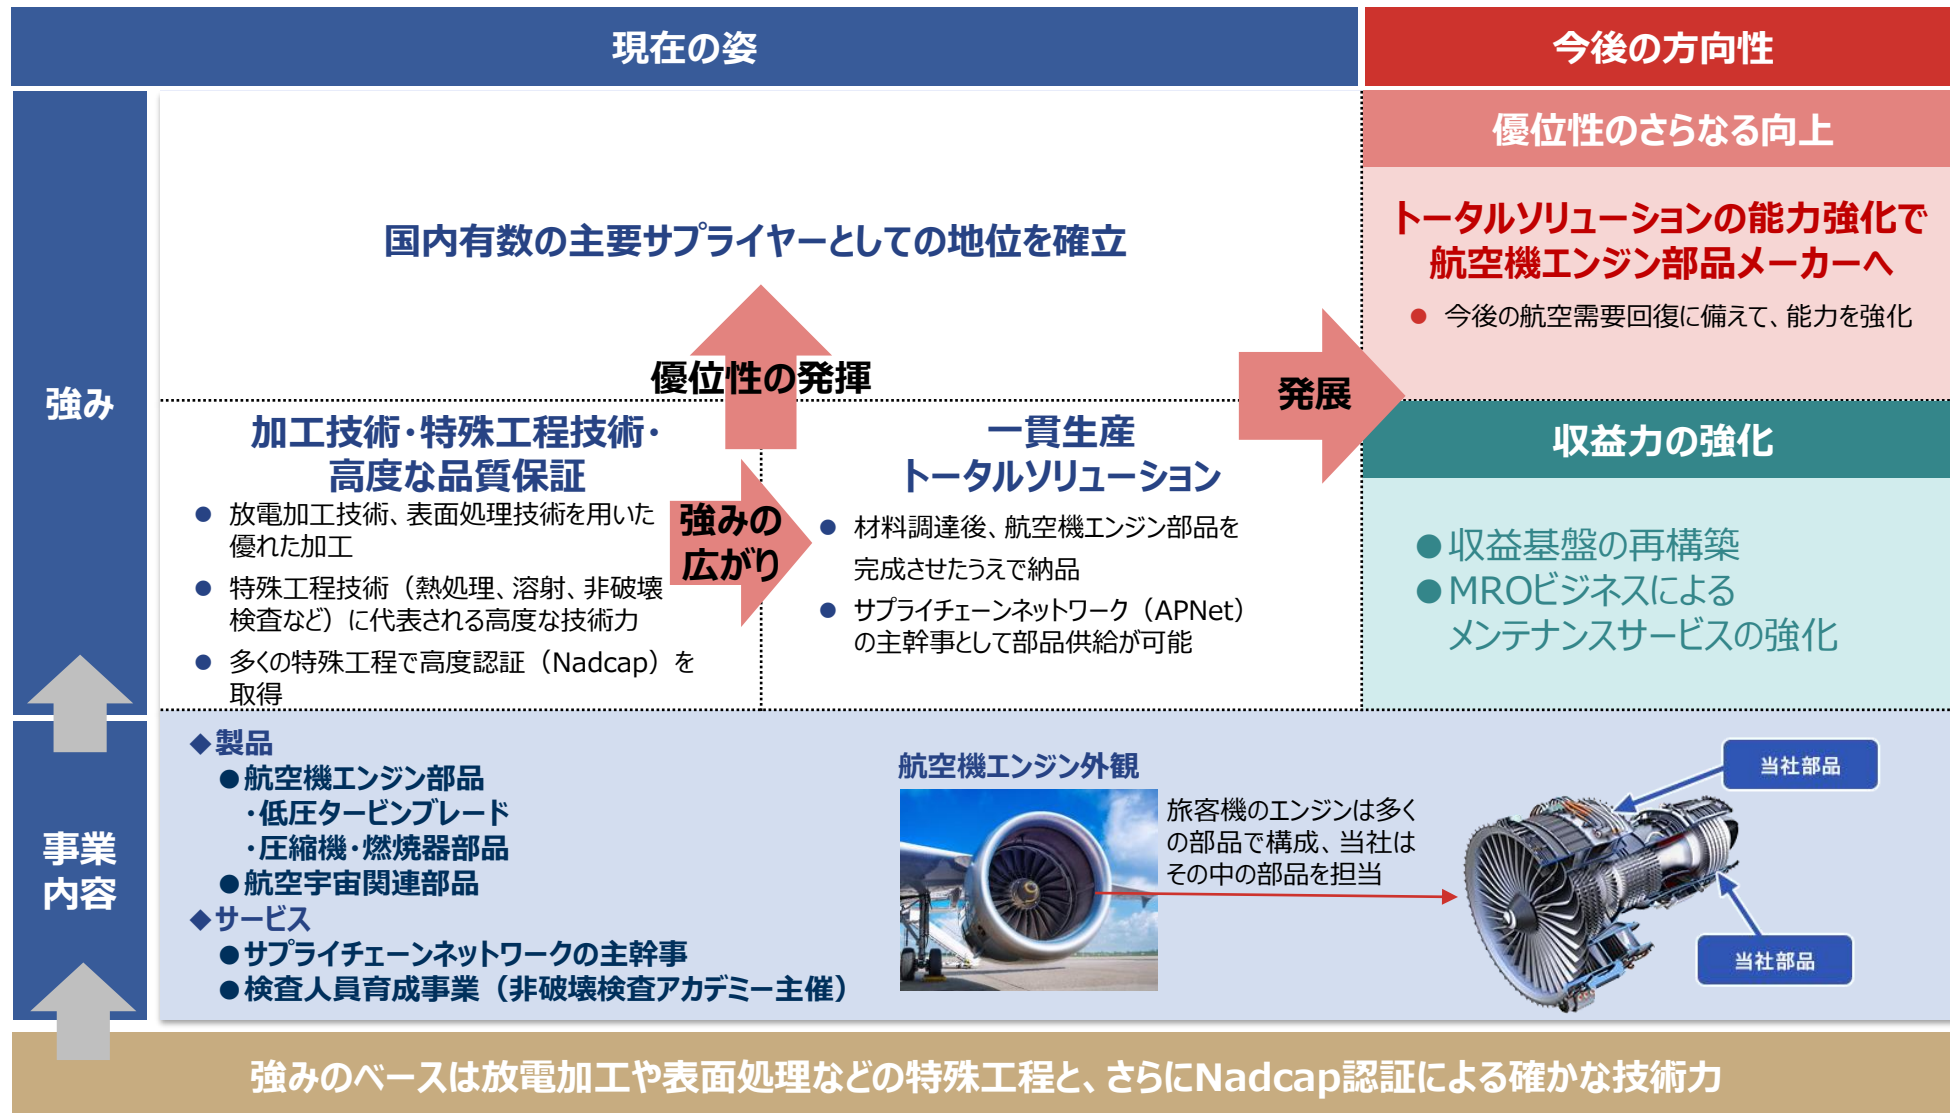 現在の姿
今後の方向性
強み
国内有数の主要サプライヤーとしての地位を確立
優位性の発揮
加工技術・特殊工程技術・
高度な品質保証
● 放電加工技術、表面処理技術を用いた
優れた加工
● 特殊工程技術（熱処理、溶射、非破壊
検査など）に代表される高度な技術力
● 多くの特殊工程で高度認証（Nadcap）を
取得
強みの
広がり
一貫生産
トータルソリューション
● 材料調達後、航空機エンジン部品を
完成させたうえで納品
● サプライチェーンネットワーク（APNet）
の主幹事として部品供給が可能
発展
優位性のさらなる向上
トータルソリューションの能力強化で
航空機エンジン部品メーカーへ
● 今後の航空需要回復に備えて、能力を強化
収益力の強化
●収益基盤の再構築
●MROビジネスによる
メンテナンスサービスの強化
事業
内容
◆製品
●航空機エンジン部品
・低圧タービンブレード
・圧縮機・燃焼器部品
●航空宇宙関連部品
◆サービス
●サプライチェーンネットワークの主幹事
●検査人員育成事業（非破壊検査アカデミー主催）
航空機エンジン外観
旅客機のエンジンは多く
の部品で構成、当社は
その中の部品を担当
当社部品
当社部品
強みのベースは放電加工や表面処理などの特殊工程と、さらにNadcap認証による確かな技術力